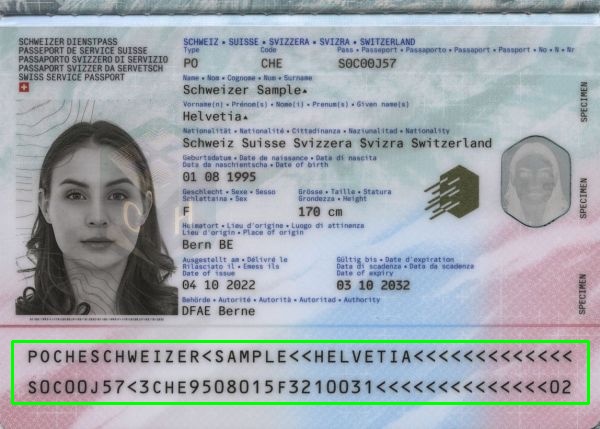 SCHWEIZER DIENSTPASS
PASSEPORT DE SERVICE SUISSE
PASSAPORTO SVIZZERO DI SERVIZIO
PASSAPORT SVIZZER DA SERVETSCH
SWISS SERVICE PASSPORT
SCHWEIZ • SUISSE • SVIZZERA • SVIZRA • SWITZERLAND
Type Code Pass • Passeport • Passaporto • Passaport • Passport • No • N • Nr
PO CHE S0C00J57
Name • Nom • Cognome • Num • Surname
Schweizer Sample▴
Vorname(n) • Prénom(s) • Nome(i) • Prenum(s) • Given name(s)
Helvetia▴
Nationalität • Nationalité • Cittadinanza • Naziunalitad • Nationality
Schweiz Suisse Svizzera Svizra Switzerland
Geburtsdatum • Date de naissance • Data di nascita
Data da naschientscha • Date of birth
01 08 1995
Geschlecht • Sexe • Sesso Grösse • Taille • Statura
Schlattaina • Sex Grondezza • Height
F 170 cm
Heimatort • Lieu d'origine • Luogo di attinenza
Lieu d'origin • Place of origin
Bern BE
Ausgestellt am • Délivré le Gültig bis • Date d'expiration
Rilasciato il • Emess ils Data di scadenza • Data da scadenza
Date of issue Date of expiry
04 10 2022 03 10 2032
Behörde • Autorité • Autorità • Autoritad • Authority
DFAE Berne
SPECIMEN
SPECIMEN
SPECIMEN
C H
POCHESCHWEIZER<SAMPLE<<HELVETIA<<<<<<<<<<<<<
S0C00J57<3CHE9508015F3210031<<<<<<<<<<<<<<02